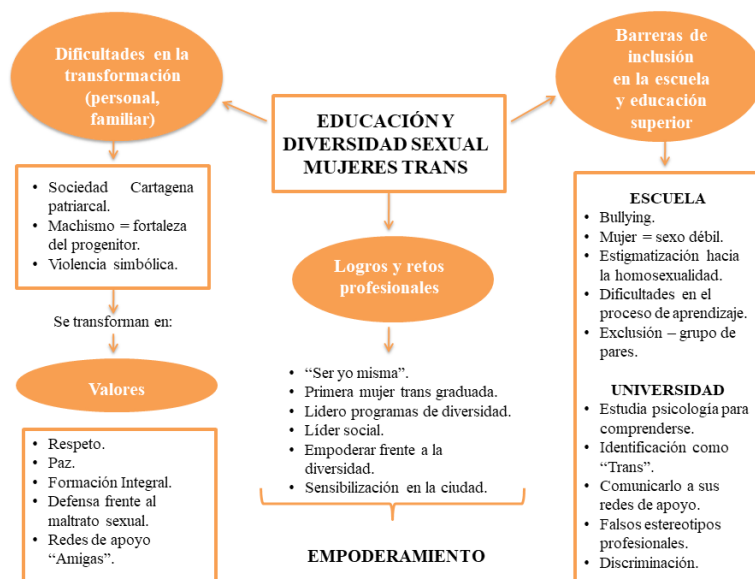 Dificultades en la
transformación
(personal,
familiar)
• Sociedad Cartagena
patriarcal.
• Machismo = fortaleza
del progenitor.
• Violencia simbólica.
Se transforman en:
Valores
• Respeto.
• Paz.
• Formación Integral.
• Defensa frente al
maltrato sexual.
• Redes de apoyo
“Amigas”.
EDUCACIÓN Y
DIVERSIDAD SEXUAL
MUJERES TRANS
Logros y retos
profesionales
• “Ser yo misma”.
• Primera mujer trans graduada.
• Lidero programas de diversidad.
• Líder social.
• Empoderar frente a la
diversidad.
• Sensibilización en la ciudad.
EMPODERAMIENTO
Barreras de
inclusión
en la escuela
y educación
superior
ESCUELA
• Bullying.
• Mujer = sexo débil.
• Estigmatización hacia
la homosexualidad.
• Dificultades en el
proceso de aprendizaje.
• Exclusión – grupo de
pares.
UNIVERSIDAD
• Estudia psicología para
comprenderse.
• Identificación como
“Trans”.
• Comunicarlo a sus
redes de apoyo.
• Falsos estereotipos
profesionales.
• Discriminación.